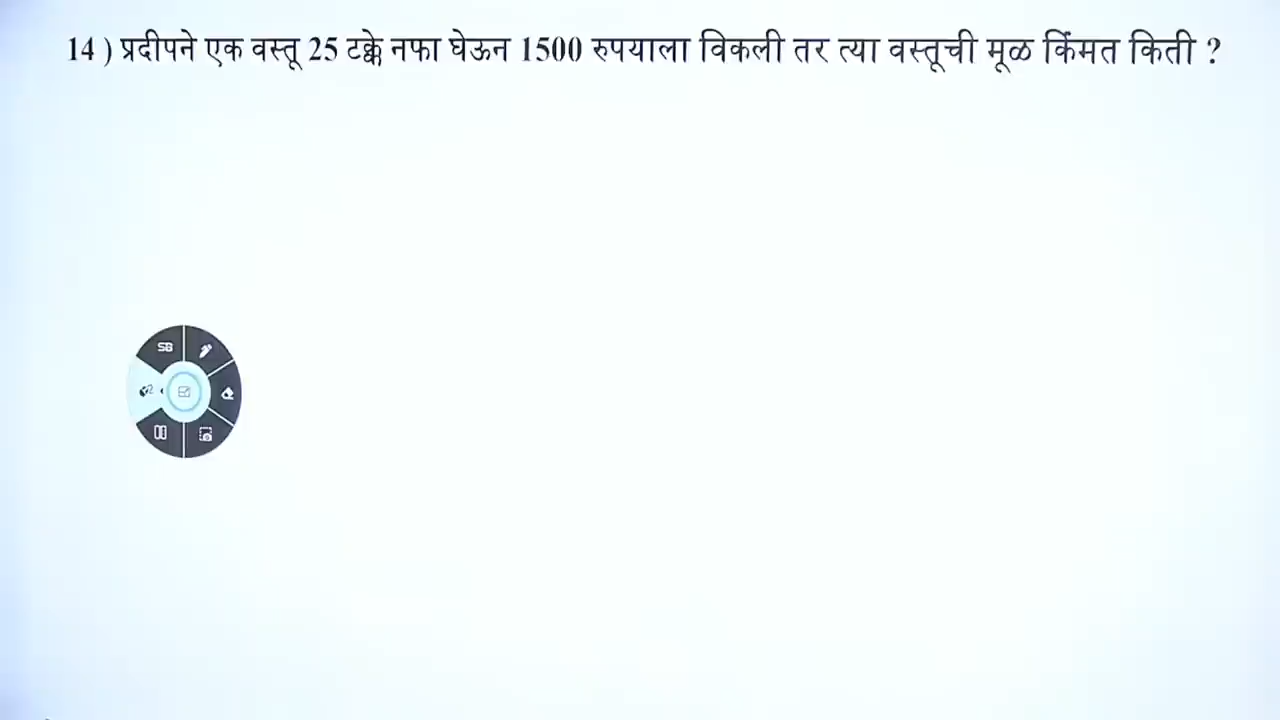 14 ) प्रदीपने एक वस्तू 25 टक्के नफा घेऊन 1500 रुपयाला विकली तर त्या वस्तूची मूळ किंमत किती ?